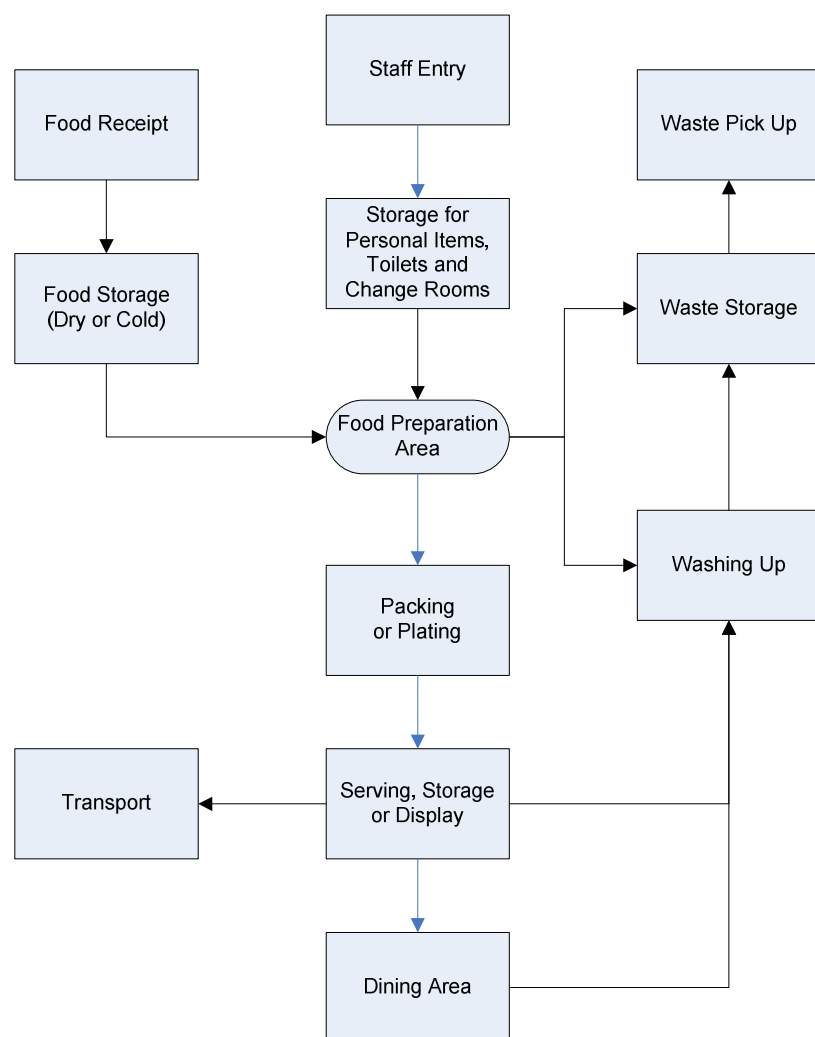 Staff Entry
Food Receipt
Waste Pick Up
Storage for
Personal Items,
Toilets and
Change Rooms
Food Storage
(Dry or Cold)
Waste Storage
Food Preparation
Area
Washing Up
Packing
or Plating
Transport
Serving, Storage
or Display
Dining Area